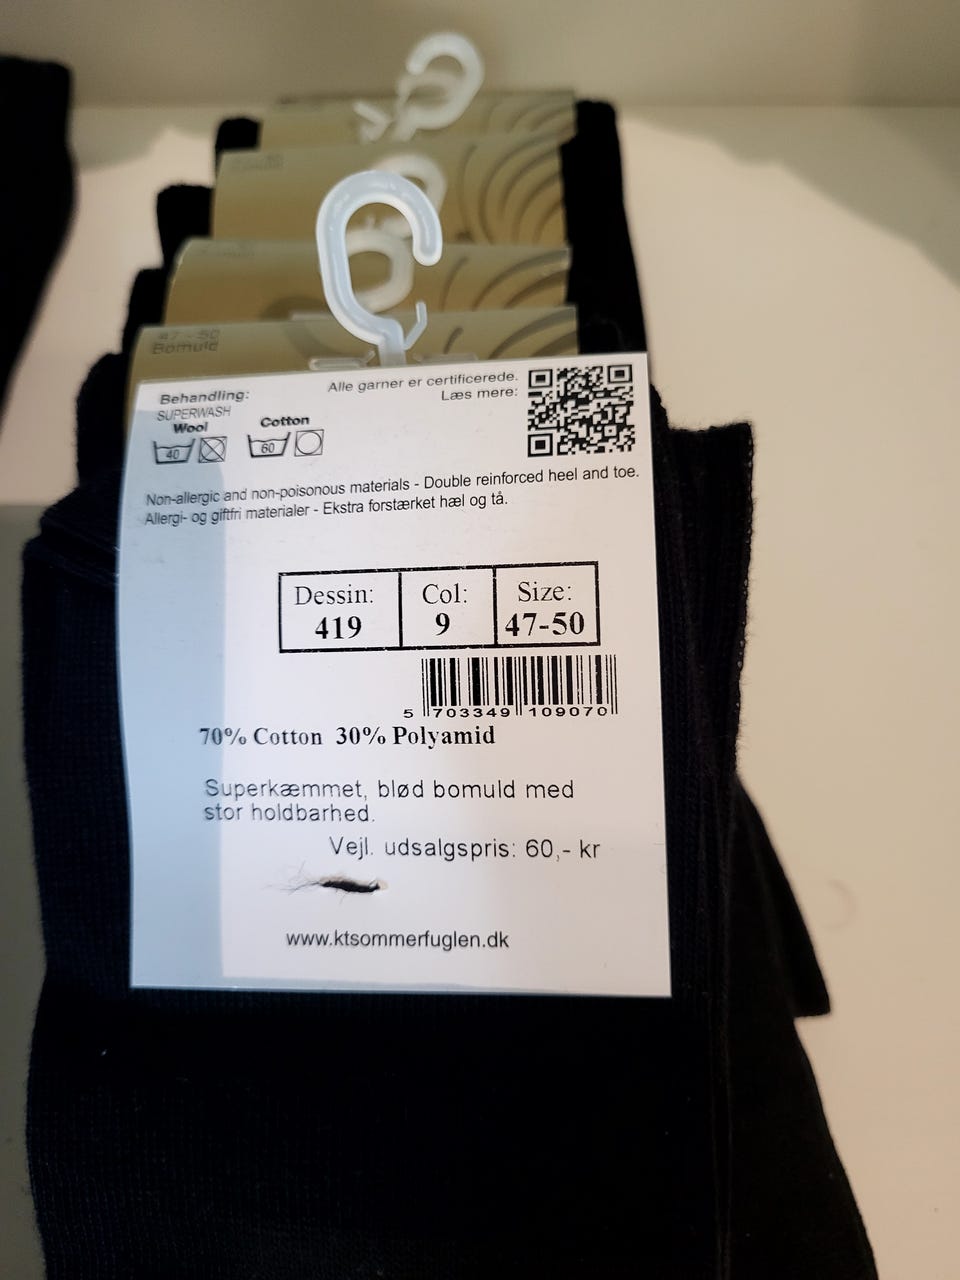 47-50
Bomuld
Behandling:
SUPERWASH
Wool
40
Cotton
60
Alle garner er certificerede.
Læs mere:
Non-allergic and non-poisonous materials - Double reinforced heel and toe.
Allergi- og giftfri materialer - Ekstra forstærket hæl og tå.
Dessin: Col: Size:
419 9 47-50
5 703349 109070
70% Cotton 30% Polyamid
Superkæmmet, blød bomuld med
stor holdbarhed.
Vejl. udsalgspris: 60,- kr
www.ktsommerfuglen.dk